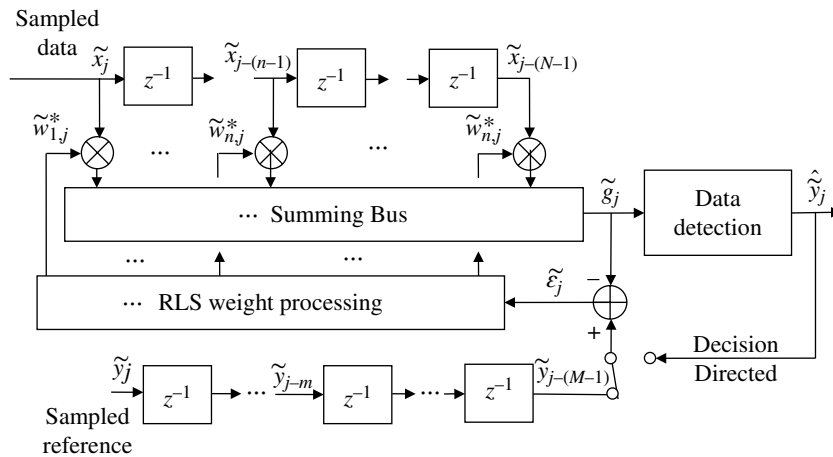 Sampled
data
x̃_j
z⁻¹
x̃_{j–(n–1)}
z⁻¹
z⁻¹
x̃_{j–(N–1)}
w̃*_{1,j}
...
w̃*_{n,j}
...
w̃*_{n,j}
... Summing Bus
g̃_j
Data
detection
ỹ̂_j
...
...
–
... RLS weight processing
ε̃_j
+
Decision
Directed
ỹ_j
z⁻¹
...
ỹ_{j–m}
z⁻¹
...
z⁻¹
ỹ_{j–(M–1)}
Sampled
reference